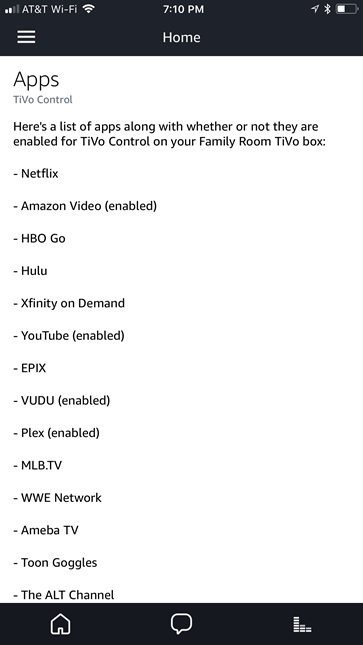 AT&T Wi-Fi 7:10 PM
Home
Apps
TiVo Control
Here's a list of apps along with whether or not they are
enabled for TiVo Control on your Family Room TiVo box:
- Netflix
- Amazon Video (enabled)
- HBO Go
- Hulu
- Xfinity on Demand
- YouTube (enabled)
- EPIX
- VUDU (enabled)
- Plex (enabled)
- MLB.TV
- WWE Network
- Ameba TV
- Toon Goggles
- The ALT Channel